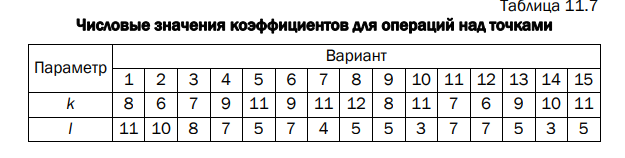 Таблица 11.7
Числовые значения коэффициентов для операций над точками
Параметр Вариант
1 2 3 4 5 6 7 8 9 10 11 12 13 14 15
k 8 6 7 9 11 9 11 12 8 11 7 6 9 10 11
l 11 10 8 7 5 7 4 5 5 3 7 7 5 3 5